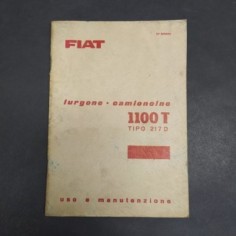 FIAT
furgone - camioncino
1100 T
TIPO 217 D
uso e manutenzione